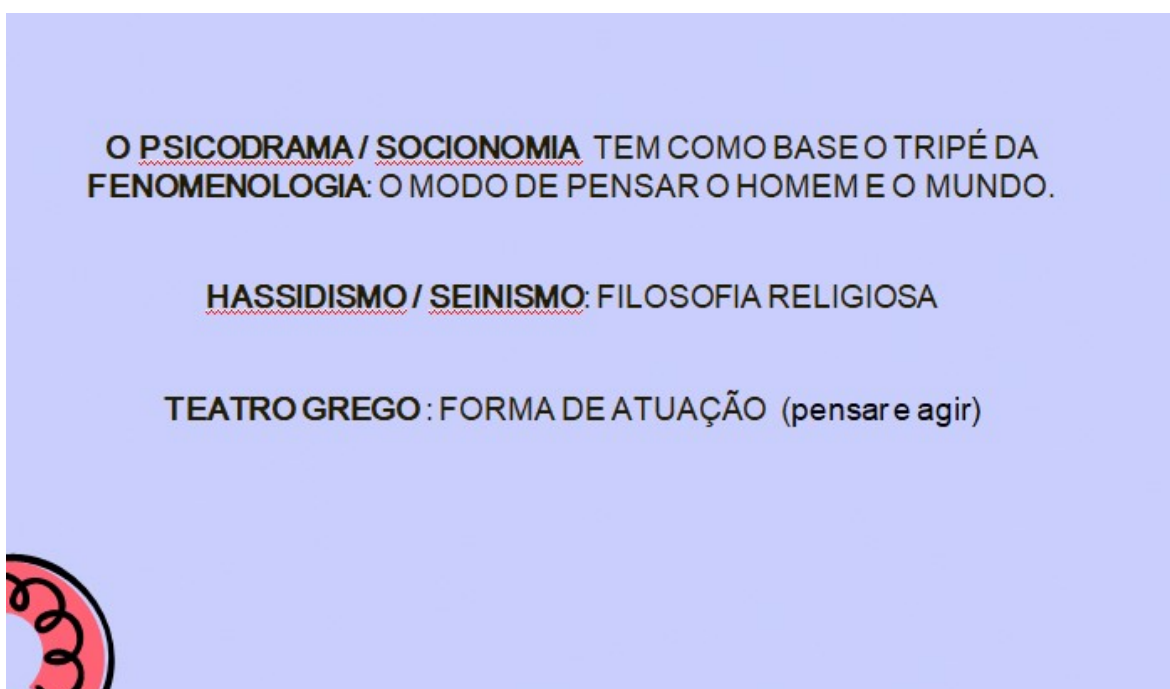 O PSICODRAMA / SOCIONOMIA TEM COMO BASE O TRIPÉ DA
FENOMENOLOGIA: O MODO DE PENSAR O HOMEM E O MUNDO.
HASSIDISMO / SEINISMO: FILOSOFIA RELIGIOSA
TEATRO GREGO : FORMA DE ATUAÇÃO (pensar e agir)